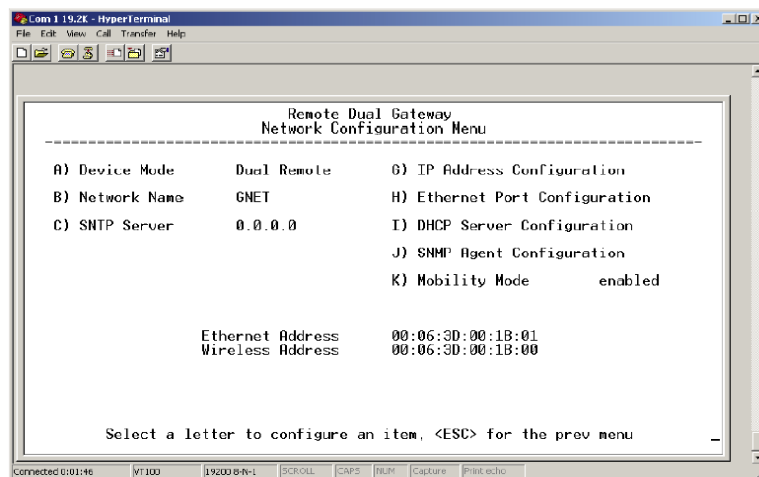 Com 1 19.2K - HyperTerminal
File Edit View Call Transfer Help
Remote Dual Gateway
Network Configuration Menu
A) Device Mode Dual Remote G) IP Address Configuration
B) Network Name GNET H) Ethernet Port Configuration
C) SNTP Server 0.0.0.0 I) DHCP Server Configuration
J) SNMP Agent Configuration
K) Mobility Mode enabled
Ethernet Address 00:06:3D:00:1B:01
Wireless Address 00:06:3D:00:1B:00
Select a letter to configure an item, <ESC> for the prev menu
Connected 0:01:46 VT100 19200 8-N-1 SCROLL CAPS NUM Capture Print echo